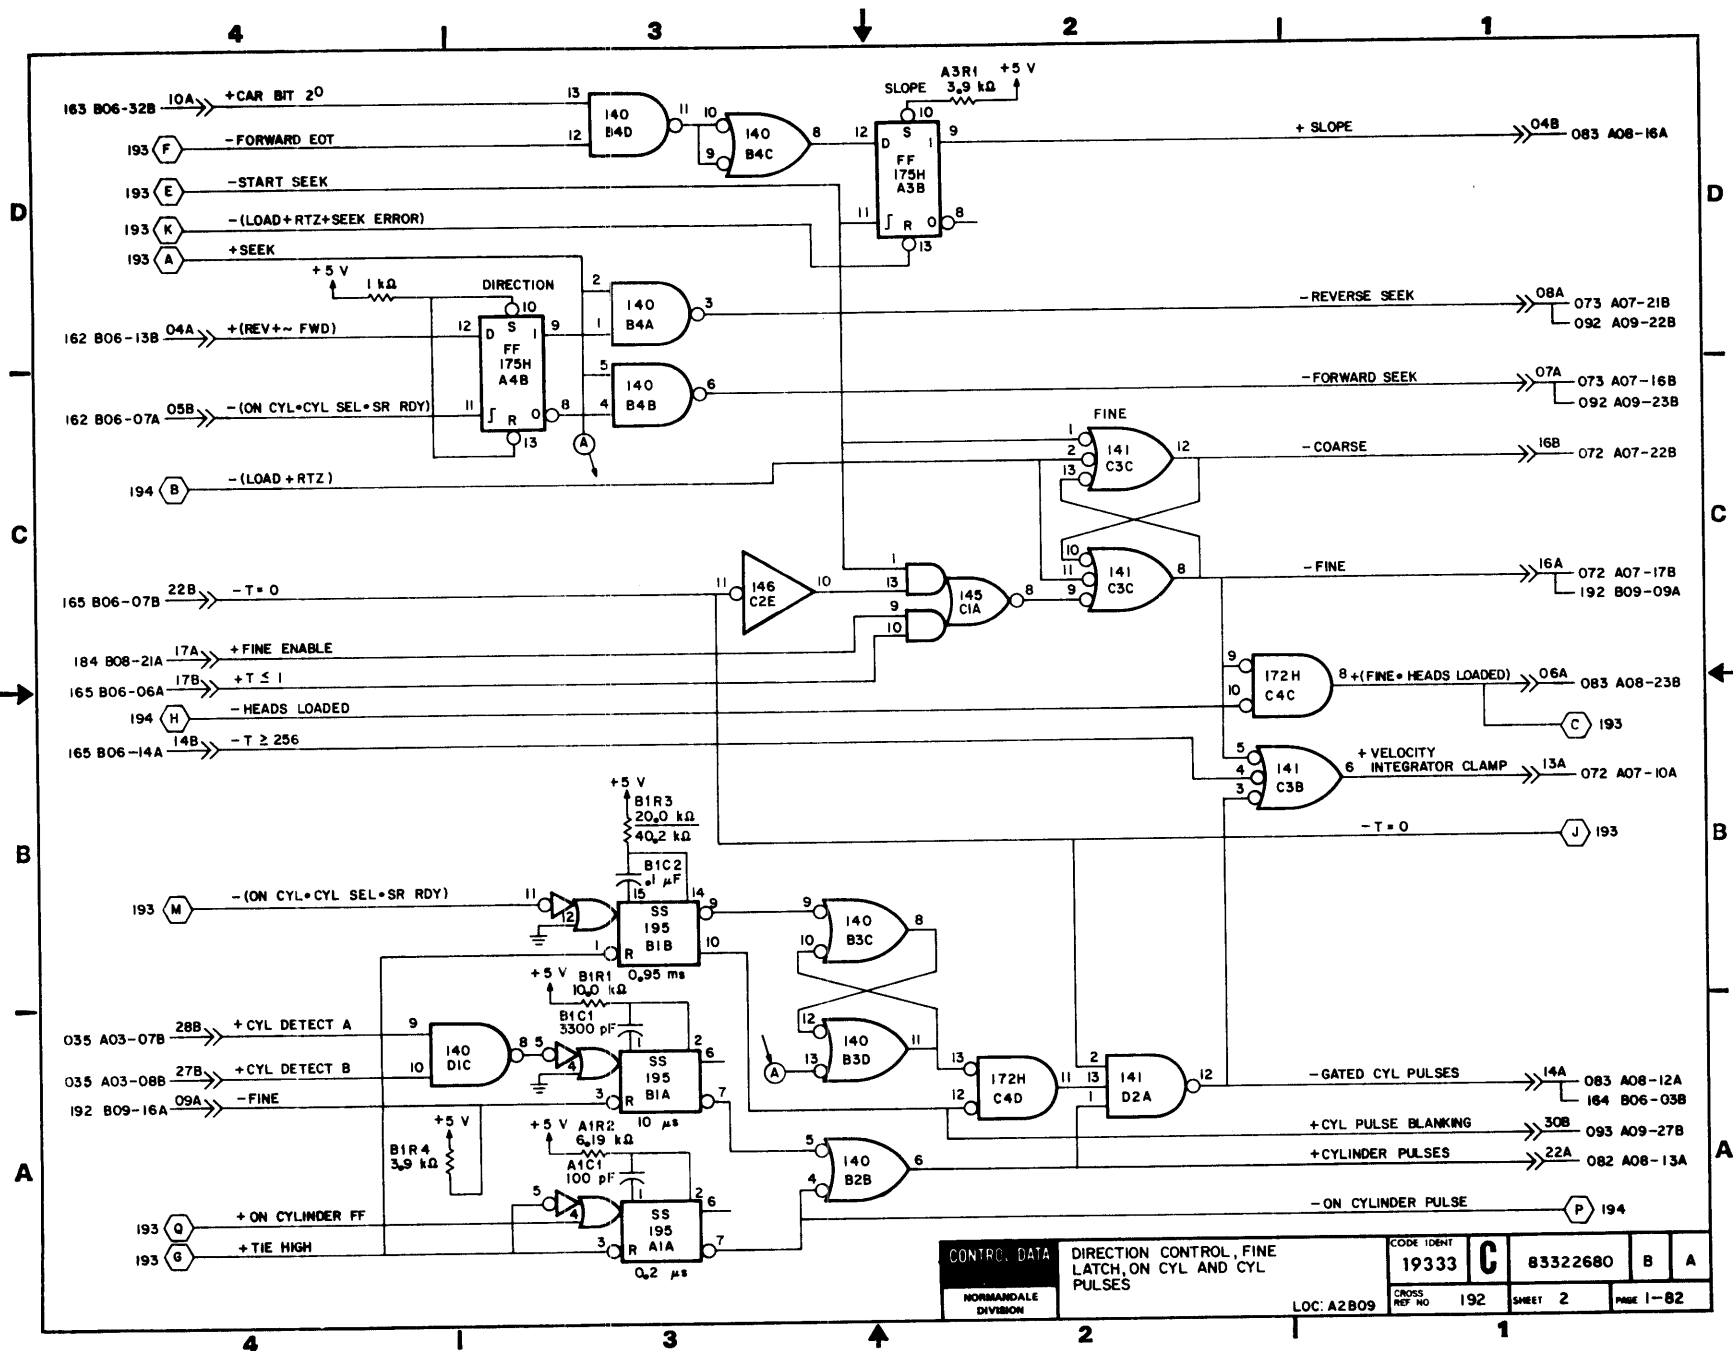 4 3 2 1
163 B06-32B 10A +CAR BIT 2⁰ 13
140 B4D 11
193 F -FORWARD EOT 12
10 9 140 B4C 8
SLOPE A3R1 3.9 kΩ +5 V
12 D S 10 1 9 FF 175H A3B 11 ∫ R 0 8 13
+ SLOPE 04B 083 A08-16A
193 E -START SEEK
193 K -(LOAD+RTZ+SEEK ERROR)
193 A +SEEK
D D
+5 V 1 kΩ DIRECTION
10 12 D S 1 9 FF 175H A4B 11 ∫ R 0 8 13
162 B06-13B 04A +(REV+~ FWD)
2 1 140 B4A 3
-REVERSE SEEK 08A 073 A07-21B
092 A09-22B
5 4 140 B4B 6
-FORWARD SEEK 07A 073 A07-16B
092 A09-23B
162 B06-07A 05B -(ON CYL•CYL SEL•SR RDY)
A
194 B -(LOAD+RTZ)
FINE
1 2 13 141 C3C 12
-COARSE 16B 072 A07-22B
C C
10 11 9 141 C3C 8
-FINE 16A 072 A07-17B
192 B09-09A
165 B06-07B 22B -T=0
11 146 C2E 10
1 13 9 10 145 C1A 8
184 B08-21A 17A +FINE ENABLE
165 B06-06A 17B +T ≤ 1
194 H -HEADS LOADED
9 10 172H C4C 8
+(FINE•HEADS LOADED) 06A 083 A08-23B
C 193
165 B06-14A 14B -T ≥ 256
5 4 3 141 C3B 6
+ VELOCITY
INTEGRATOR CLAMP 13A 072 A07-10A
-T=0 J 193
B B
+5 V
B1R3
20.0 kΩ
40.2 kΩ
B1C2
.1 µF
193 M -(ON CYL•CYL SEL•SR RDY)
11 12 15 14 SS 195 B1B 9 10 1 R
0.95 ms
9 10 140 B3C 8
+5 V B1R1
10.0 kΩ
B1C1
3300 pF
035 A03-07B 28B +CYL DETECT A
035 A03-08B 27B +CYL DETECT B
9 10 140 D1C 8
5 4 1 2 SS 195 B1A 6 7 3 R
10 µs
192 B09-16A 09A -FINE
12 13 140 B3D 11
A
13 12 172H C4D 11
2 13 1 141 D2A 12
-GATED CYL PULSES 14A 083 A08-12A
164 B06-03B
+CYL PULSE BLANKING 30B 093 A09-27B
+CYLINDER PULSES 22A 082 A08-13A
-ON CYLINDER PULSE P 194
5 4 140 B2B 6
A A
+5 V
B1R4
3.9 kΩ
+5 V A1R2
6.19 kΩ
A1C1
100 pF
193 Q + ON CYLINDER FF
193 G + TIE HIGH
5 4 1 2 SS 195 A1A 6 7 3 R
0.2 µs
CONTROL DATA
NORMANDALE
DIVISION
DIRECTION CONTROL, FINE
LATCH, ON CYL AND CYL
PULSES
LOC: A2B09
CODE IDENT
19333 C 83322680 B A
CROSS
REF NO 192 SHEET 2 PAGE 1-82
4 3 2 1